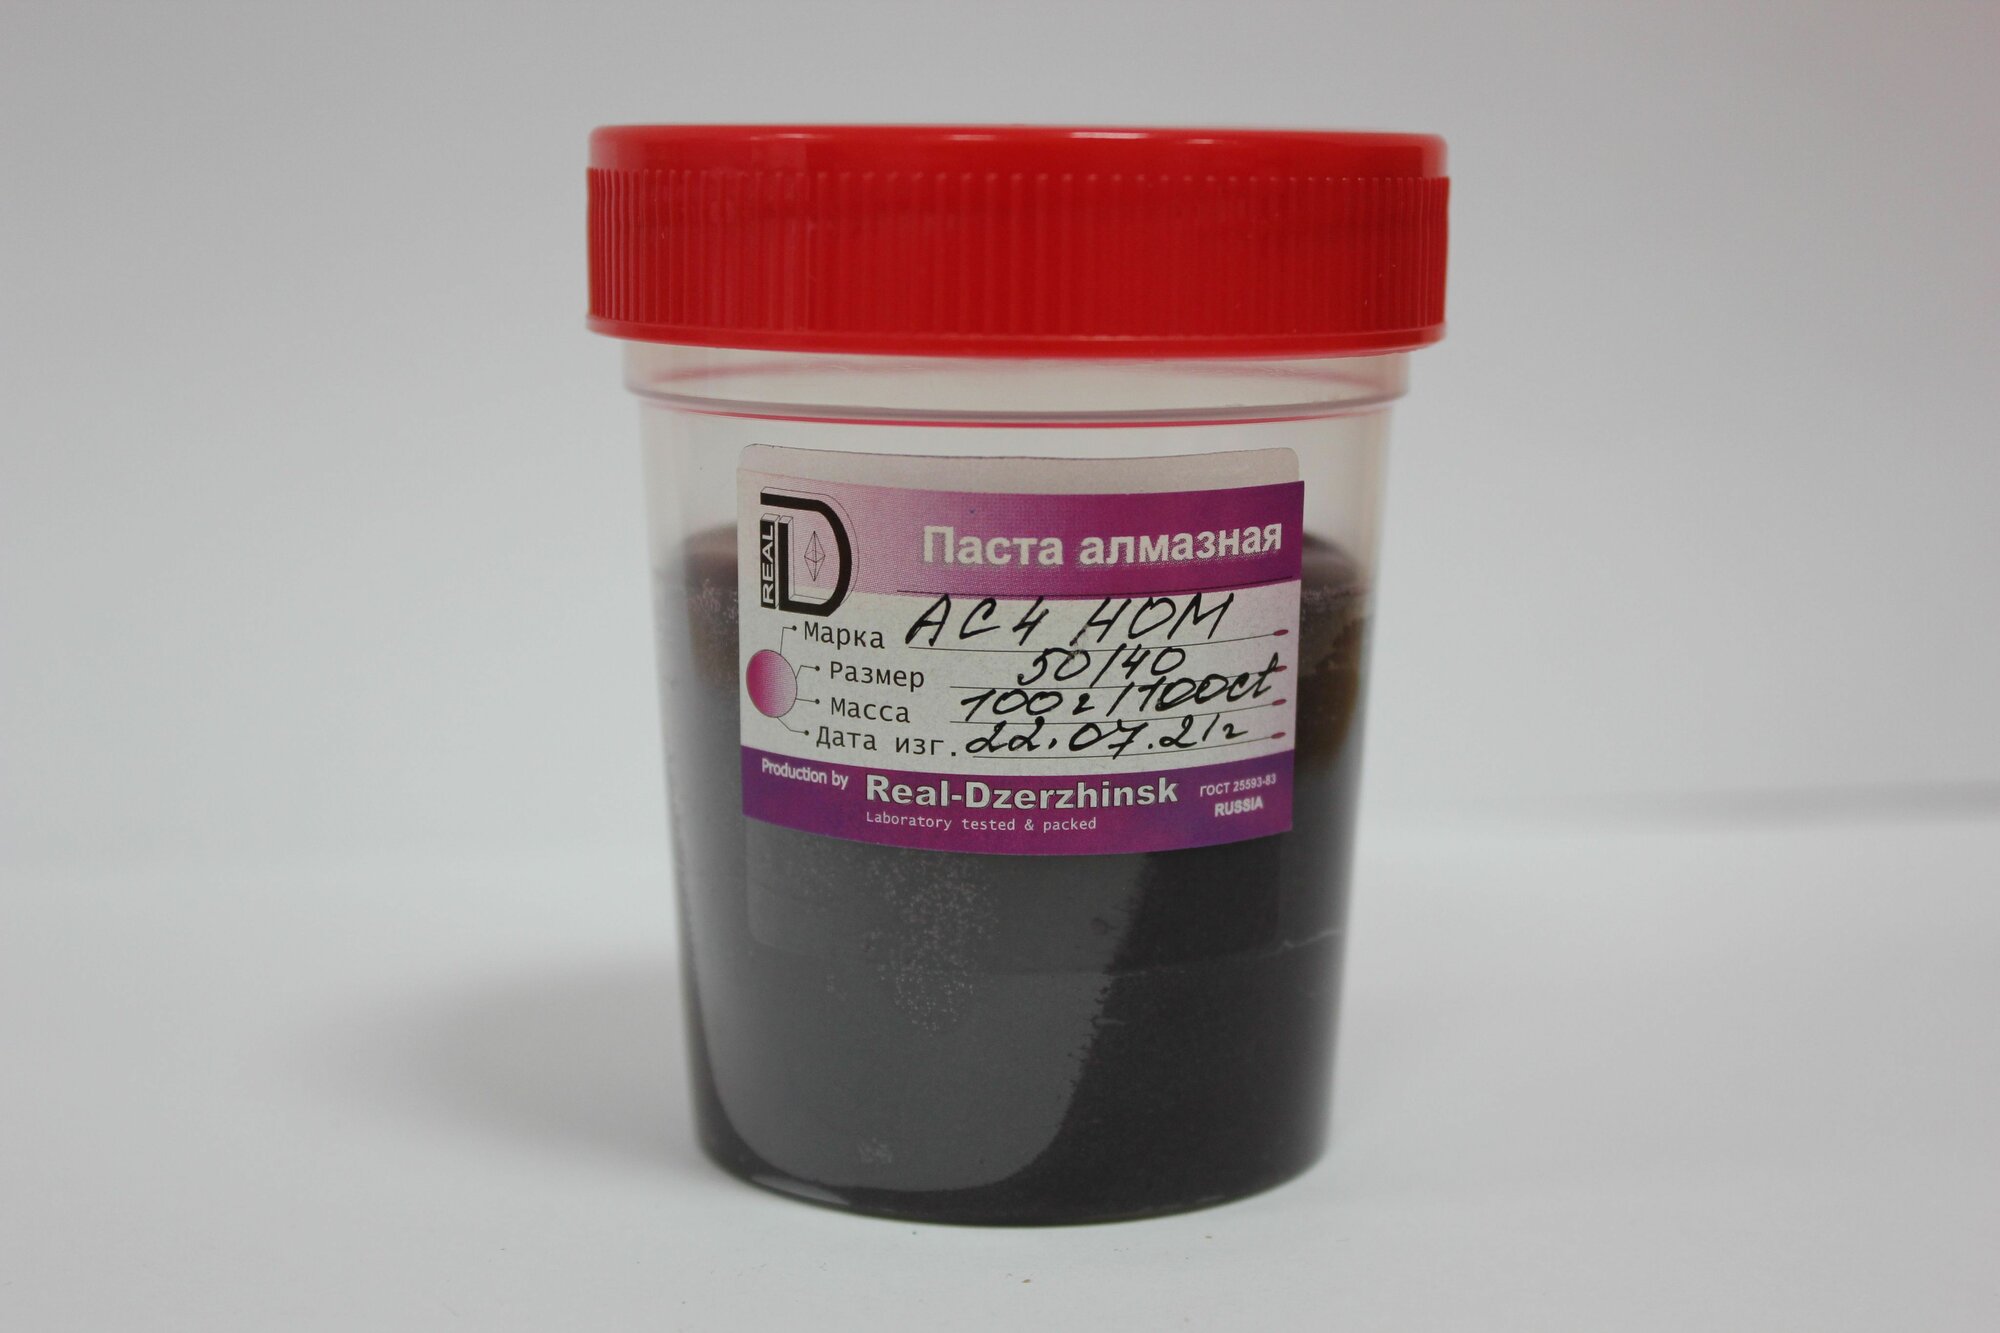 REAL D
Паста алмазная
Марка АС4 НОМ
Размер 50/40
Масса 100г/100ct
Дата изг. 22.07.21г
Production by Real-Dzerzhinsk ГОСТ 25593-83
Laboratory tested & packed RUSSIA